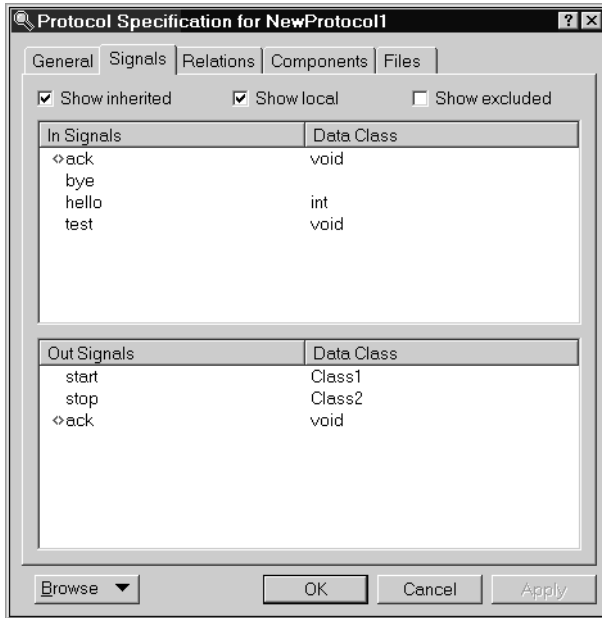 Protocol Specification for NewProtocol1
General Signals Relations Components Files
Show inherited Show local Show excluded
In Signals Data Class
ack void
bye
hello int
test void
Out Signals Data Class
start Class1
stop Class2
ack void
Browse OK Cancel Apply